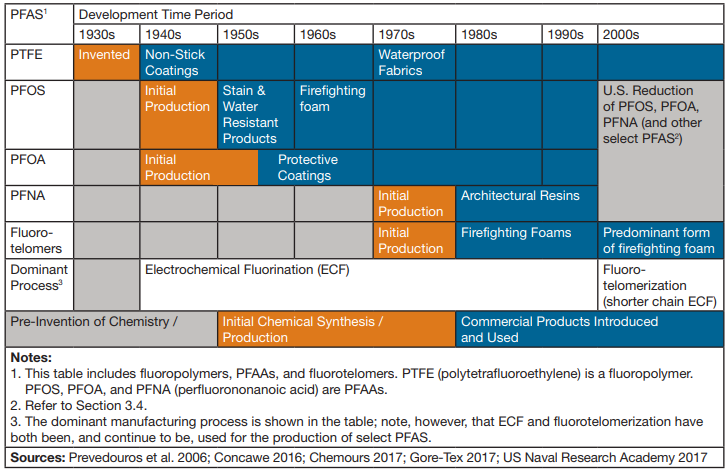 PFAS1 Development Time Period
1930s 1940s 1950s 1960s 1970s 1980s 1990s 2000s
PTFE Invented Non-Stick Waterproof
Coatings Fabrics
PFOS Initial Stain & Firefighting U.S. Reduction
Production Water foam of PFOS, PFOA,
Resistant PFNA (and other
Products select PFAS2)
PFOA Initial Protective
Production Coatings
PFNA Initial Architectural Resins
Production
Fluoro- Initial Firefighting Foams Predominant form
telomers Production of firefighting foam
Dominant Electrochemical Fluorination (ECF) Fluoro-
Process3 telomerization
(shorter chain ECF)
Pre-Invention of Chemistry / Initial Chemical Synthesis / Commercial Products Introduced
Production and Used
Notes:
1. This table includes fluoropolymers, PFAAs, and fluorotelomers. PTFE (polytetrafluoroethylene) is a fluoropolymer.
PFOS, PFOA, and PFNA (perfluorononanoic acid) are PFAAs.
2. Refer to Section 3.4.
3. The dominant manufacturing process is shown in the table; note, however, that ECF and fluorotelomerization have
both been, and continue to be, used for the production of select PFAS.
Sources: Prevedouros et al. 2006; Concawe 2016; Chemours 2017; Gore-Tex 2017; US Naval Research Academy 2017